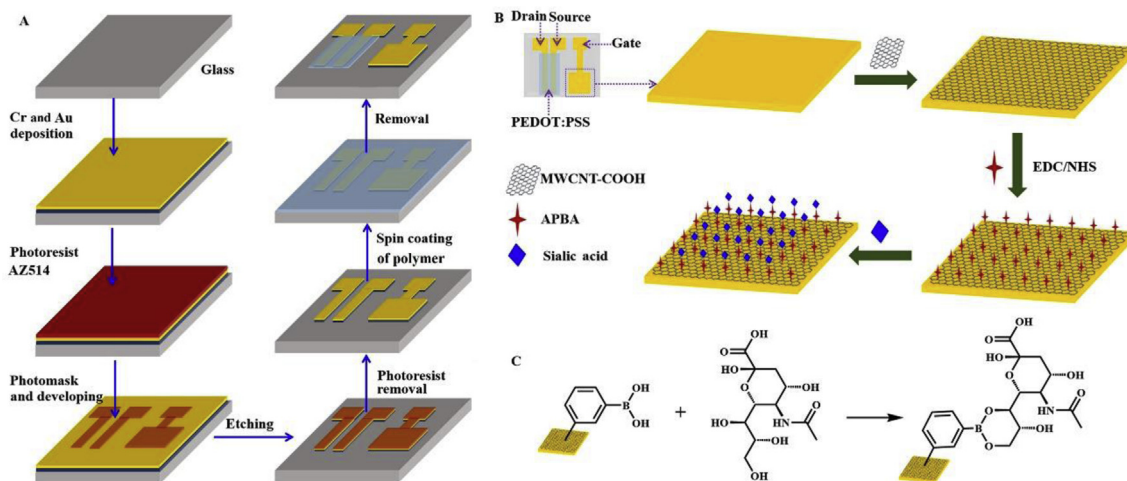 A
Glass
Cr and Au
deposition
Photoresist
AZ514
Photomask
and developing
Etching
Photoresist
removal
Spin coating
of polymer
Removal
B
Drain Source
Gate
PEDOT:PSS
MWCNT-COOH
APBA
Sialic acid
EDC/NHS
C
OH
B
OH
+
OH
O
HO
O
OH
HO
NH
O
HO
OH
OH
OH
O
HO
O
OH
O
HN
O
B
O
OH